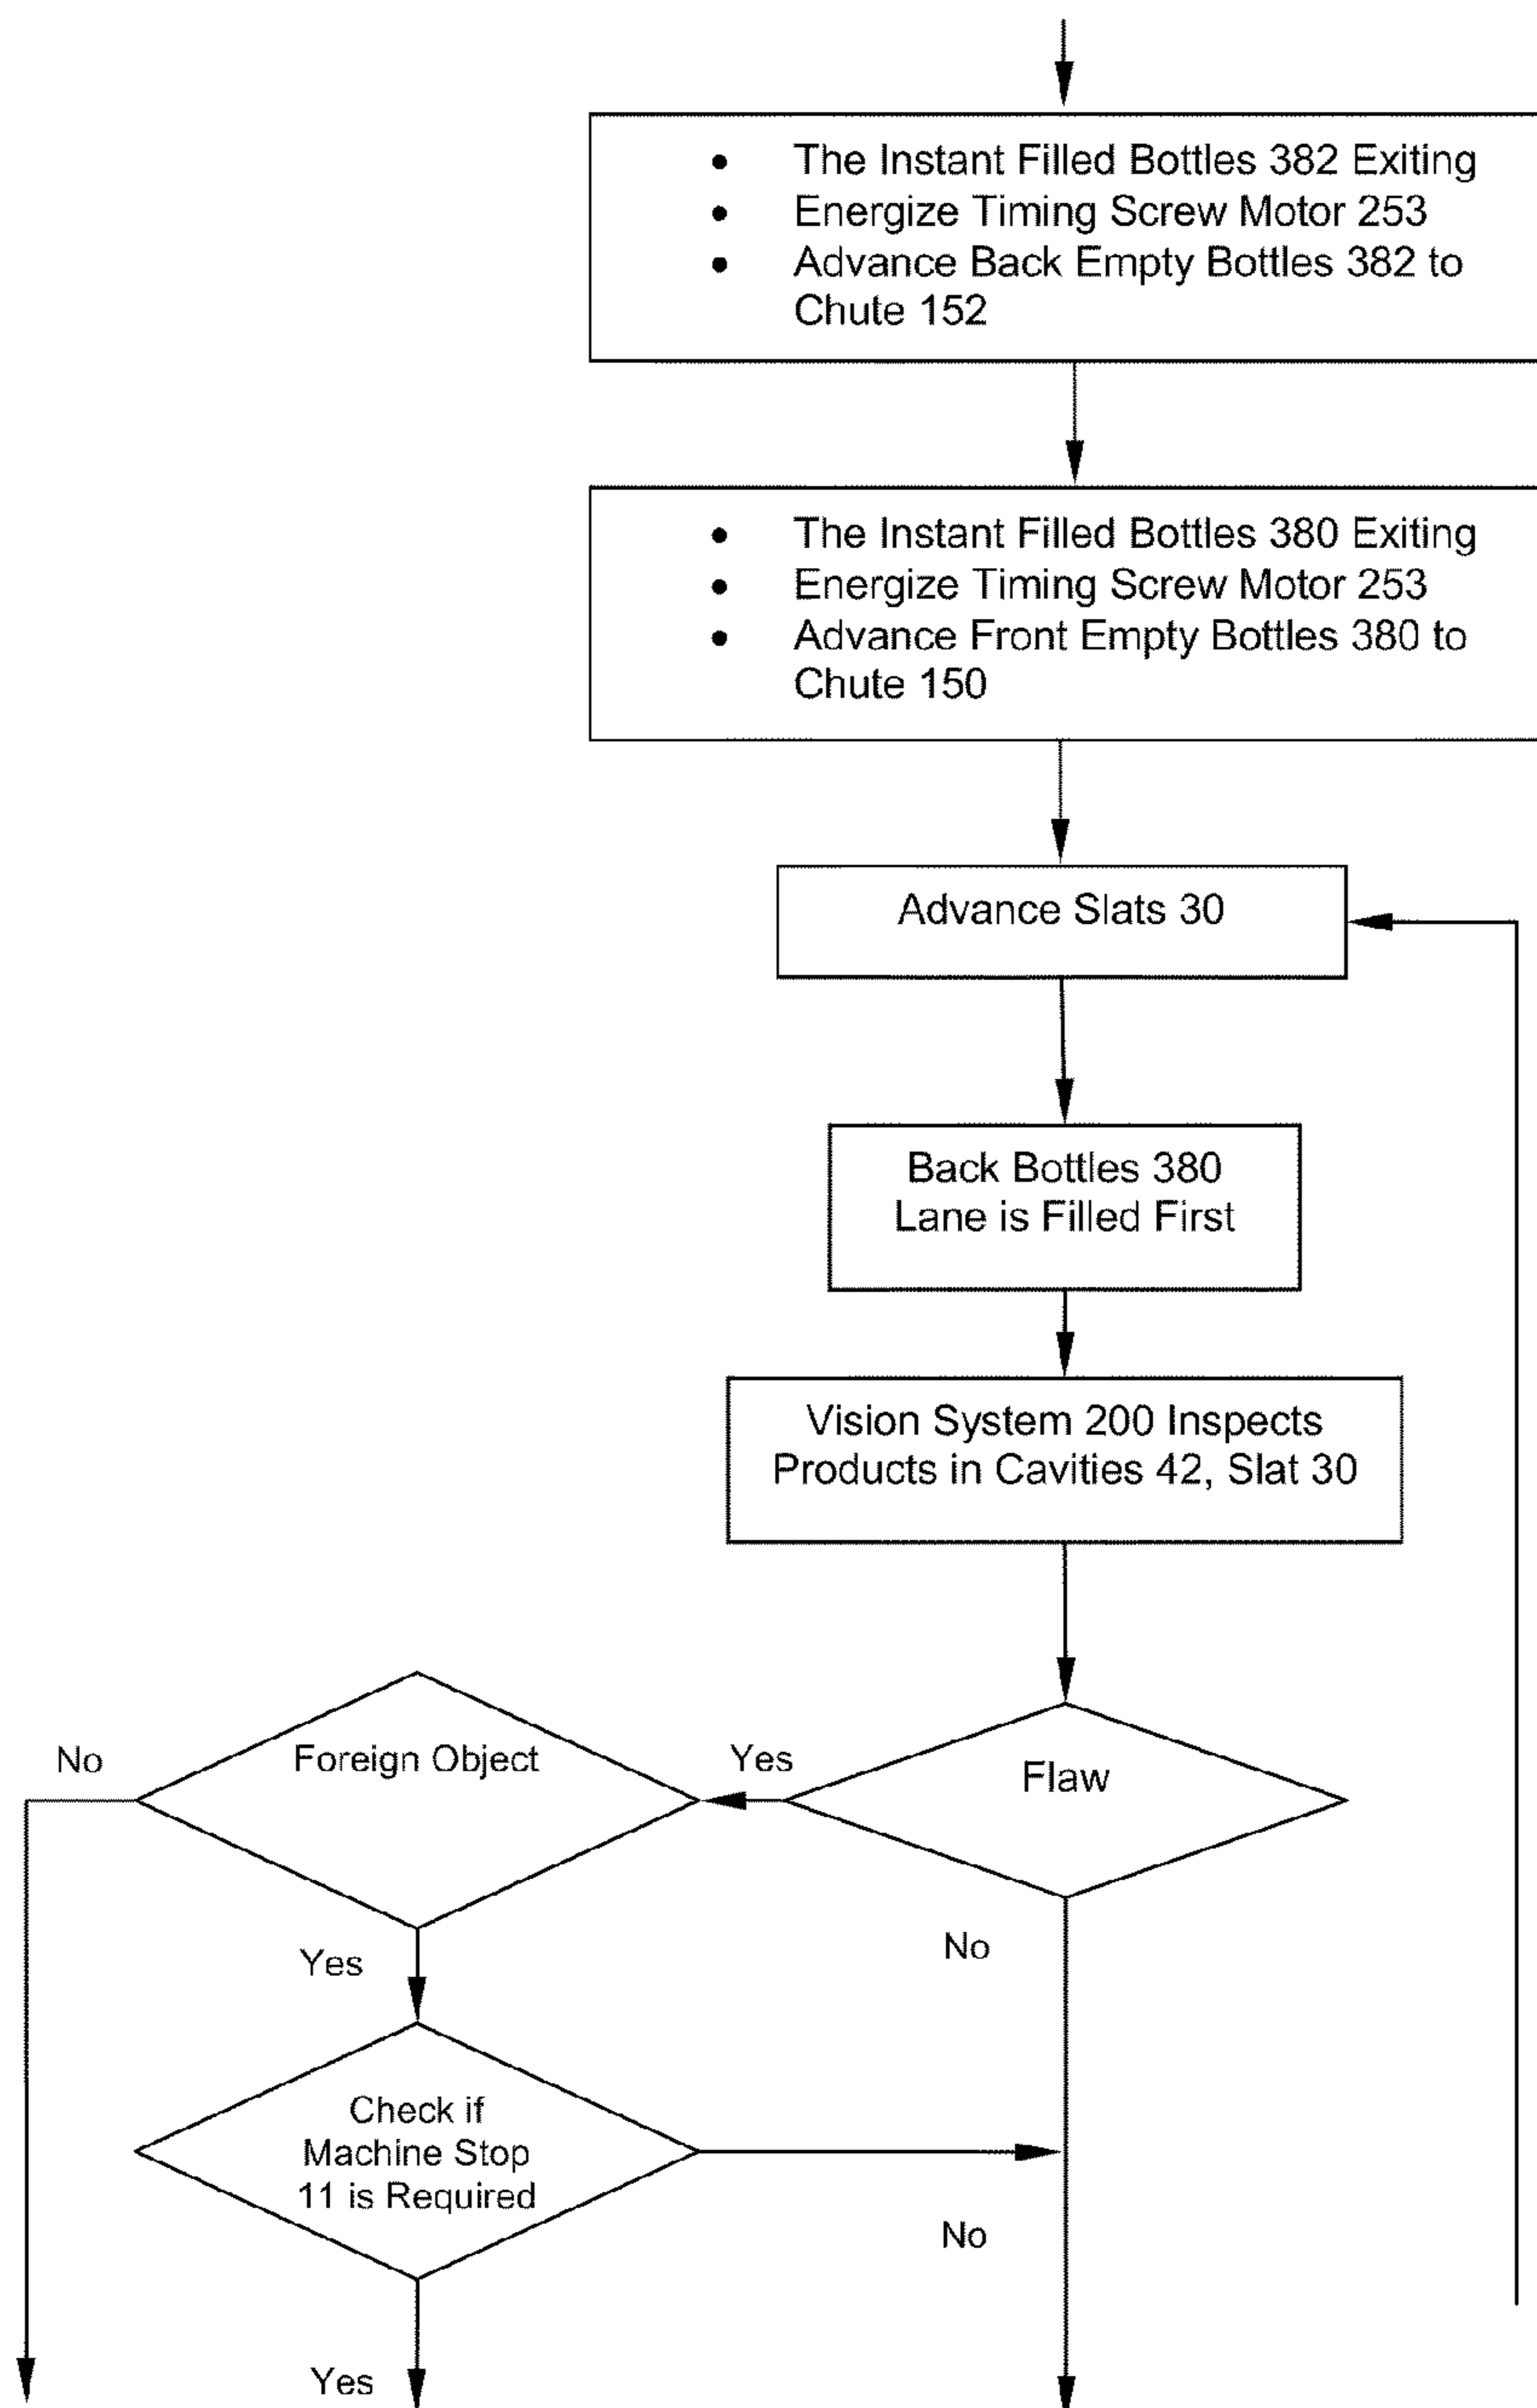 • The Instant Filled Bottles 382 Exiting
• Energize Timing Screw Motor 253
• Advance Back Empty Bottles 382 to
Chute 152
• The Instant Filled Bottles 380 Exiting
• Energize Timing Screw Motor 253
• Advance Front Empty Bottles 380 to
Chute 150
Advance Slats 30
Back Bottles 380
Lane is Filled First
Vision System 200 Inspects
Products in Cavities 42, Slat 30
No
Foreign Object
Yes
Flaw
Yes
No
Check if
Machine Stop
11 is Required
No
Yes